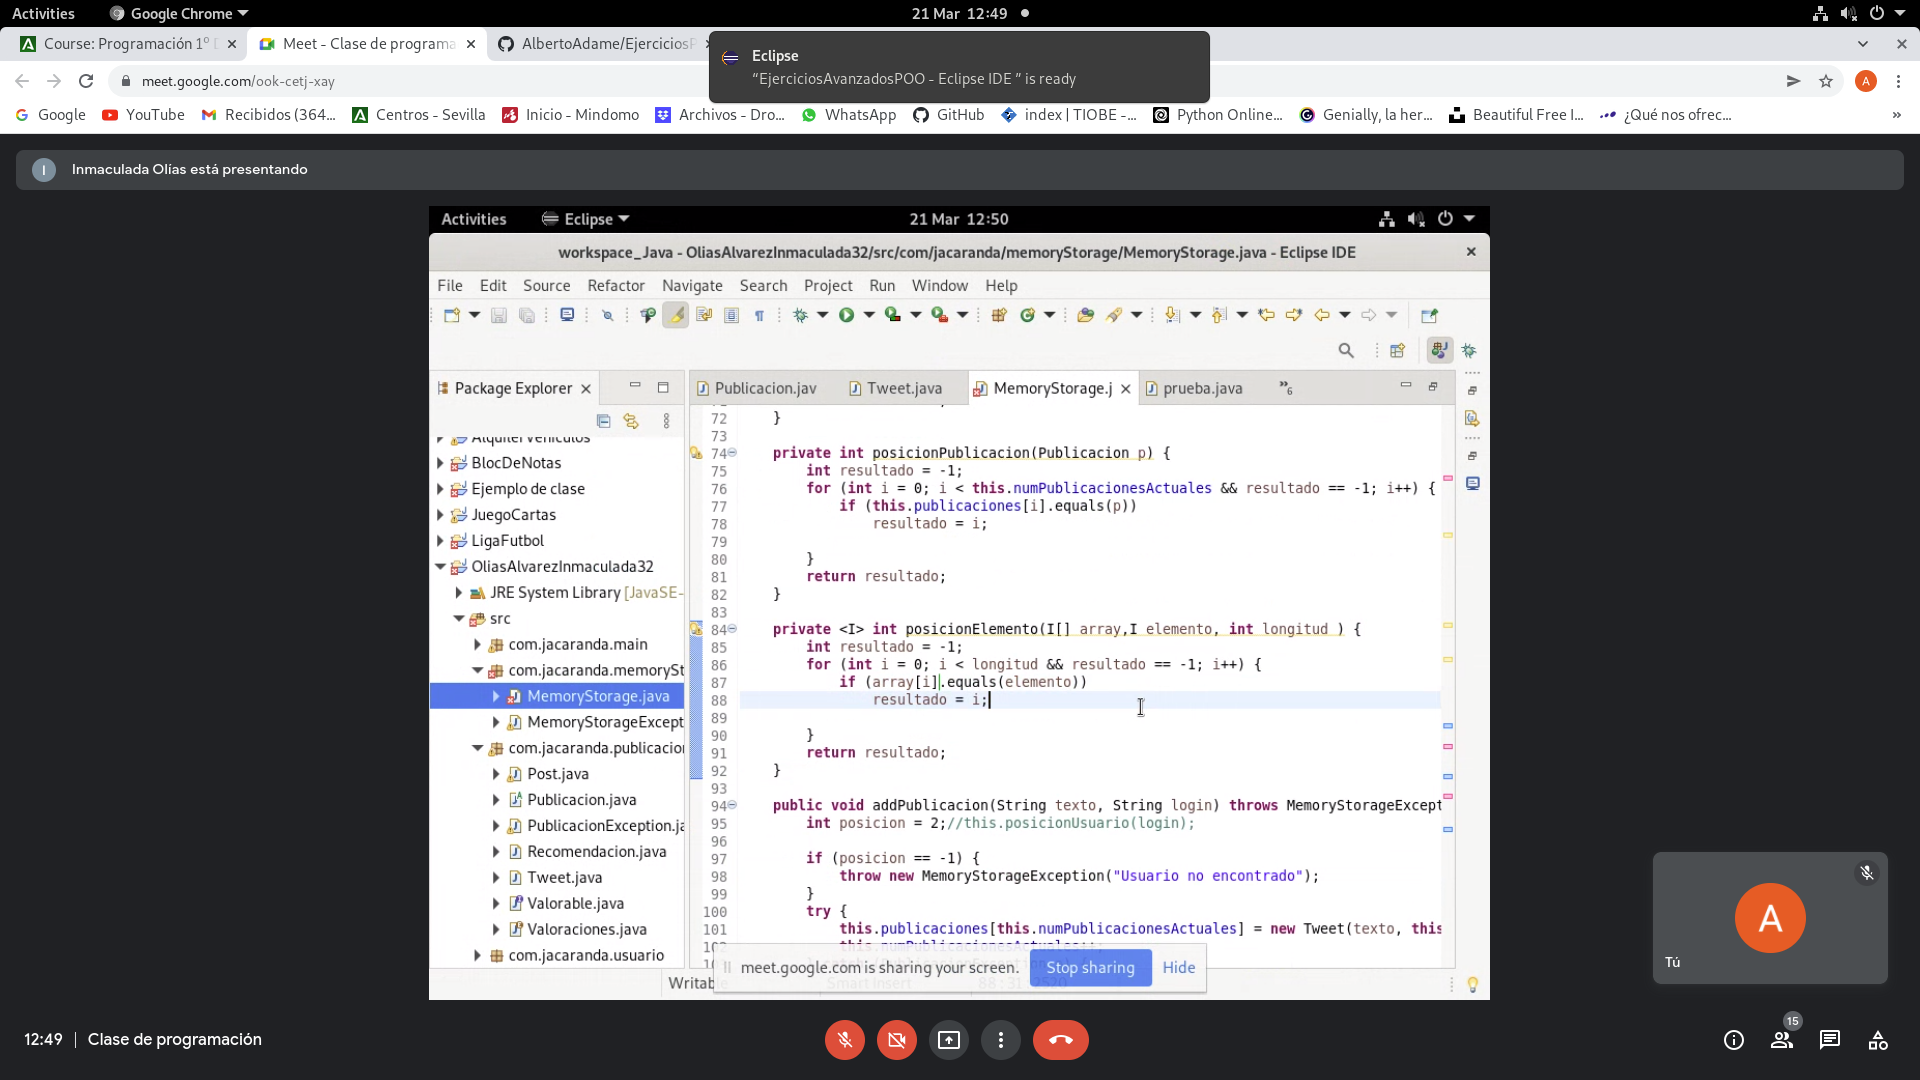 Activities Google Chrome 21 Mar 12:49
Course: Programación 1º Meet - Clase de programa AlbertoAdame/Ejercicios
Eclipse
“EjerciciosAvanzadosPOO - Eclipse IDE ” is ready
meet.google.com/ook-cetj-xay A
Google YouTube Recibidos (364... Centros - Sevilla Inicio - Mindomo Archivos - Dro... WhatsApp GitHub index | TIOBE -... Python Online... Genially, la her... Beautiful Free I... ¿Qué nos ofrec... »
I Inmaculada Olías está presentando
Activities Eclipse 21 Mar 12:50
workspace_Java - OliasAlvarezInmaculada32/src/com/jacaranda/memoryStorage/MemoryStorage.java - Eclipse IDE
File Edit Source Refactor Navigate Search Project Run Window Help
Package Explorer Publicacion.jav Tweet.java MemoryStorage.j prueba.java »6
AlquilerVehiculos
BlocDeNotas
Ejemplo de clase
JuegoCartas
LigaFutbol
OliasAlvarezInmaculada32
JRE System Library [JavaSE-
src
com.jacaranda.main
com.jacaranda.memorySt
MemoryStorage.java
MemoryStorageExcept
com.jacaranda.publicacion
Post.java
Publicacion.java
PublicacionException.ja
Recomendacion.java
Tweet.java
Valorable.java
Valoraciones.java
com.jacaranda.usuario
72 }
73
74 private int posicionPublicacion(Publicacion p) {
75 int resultado = -1;
76 for (int i = 0; i < this.numPublicacionesActuales && resultado == -1; i++) {
77 if (this.publicaciones[i].equals(p))
78 resultado = i;
79
80 }
81 return resultado;
82 }
83
84 private <I> int posicionElemento(I[] array,I elemento, int longitud ) {
85 int resultado = -1;
86 for (int i = 0; i < longitud && resultado == -1; i++) {
87 if (array[i].equals(elemento))
88 resultado = i;
89
90 }
91 return resultado;
92 }
93
94 public void addPublicacion(String texto, String login) throws MemoryStorageExcept
95 int posicion = 2;//this.posicionUsuario(login);
96
97 if (posicion == -1) {
98 throw new MemoryStorageException("Usuario no encontrado");
99 }
100 try {
101 this.publicaciones[this.numPublicacionesActuales] = new Tweet(texto, this
102 this.numPublicacionesActuales++;
meet.google.com is sharing your screen. Stop sharing Hide
Writable Smart Insert
A
Tú
12:49 | Clase de programación
15